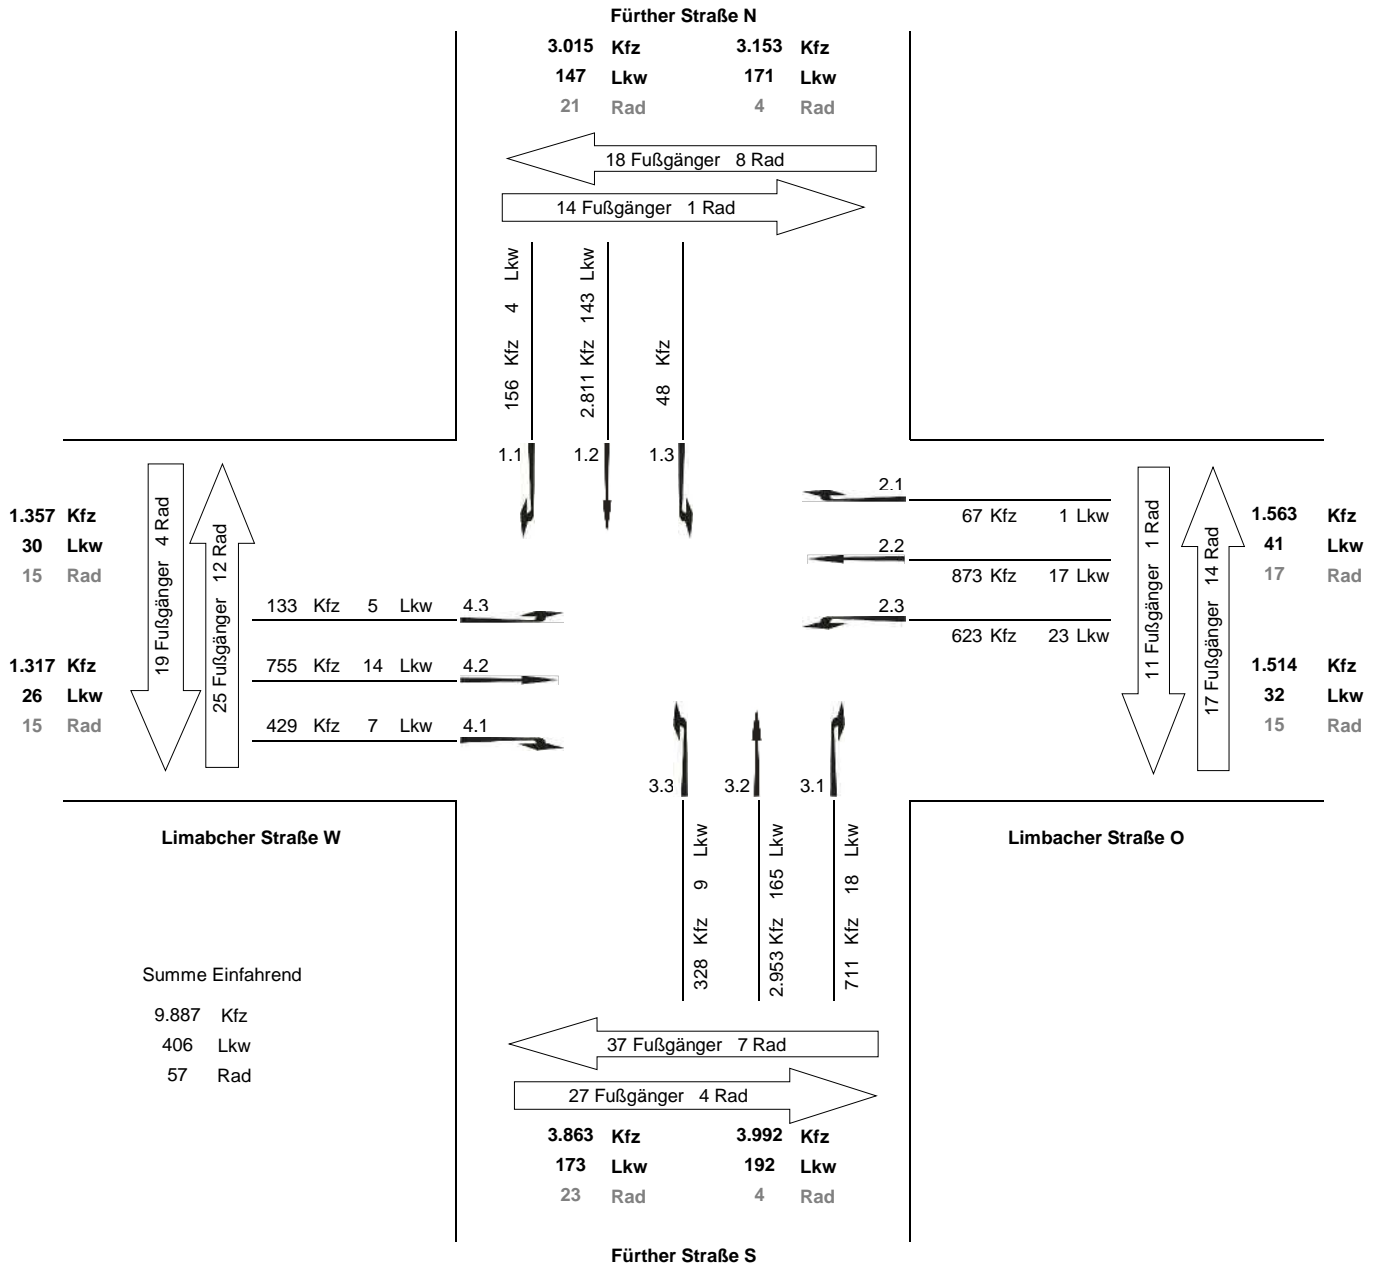 Fürther Straße N
3.015 Kfz 3.153 Kfz
147 Lkw 171 Lkw
21 Rad 4 Rad
18 Fußgänger 8 Rad
14 Fußgänger 1 Rad
156 Kfz 4 Lkw
2.811 Kfz 143 Lkw
48 Kfz
1.1 1.2 1.3
1.357 Kfz
30 Lkw
15 Rad
1.317 Kfz
26 Lkw
15 Rad
19 Fußgänger 4 Rad
25 Fußgänger 12 Rad
133 Kfz 5 Lkw 4.3
755 Kfz 14 Lkw 4.2
429 Kfz 7 Lkw 4.1
2.1
67 Kfz 1 Lkw
2.2
873 Kfz 17 Lkw
2.3
623 Kfz 23 Lkw
11 Fußgänger 1 Rad
17 Fußgänger 14 Rad
1.563 Kfz
41 Lkw
17 Rad
1.514 Kfz
32 Lkw
15 Rad
3.3 3.2 3.1
328 Kfz 9 Lkw
2.953 Kfz 165 Lkw
711 Kfz 18 Lkw
Limabcher Straße W
Limbacher Straße O
Summe Einfahrend
9.887 Kfz
406 Lkw
57 Rad
37 Fußgänger 7 Rad
27 Fußgänger 4 Rad
3.863 Kfz 3.992 Kfz
173 Lkw 192 Lkw
23 Rad 4 Rad
Fürther Straße S